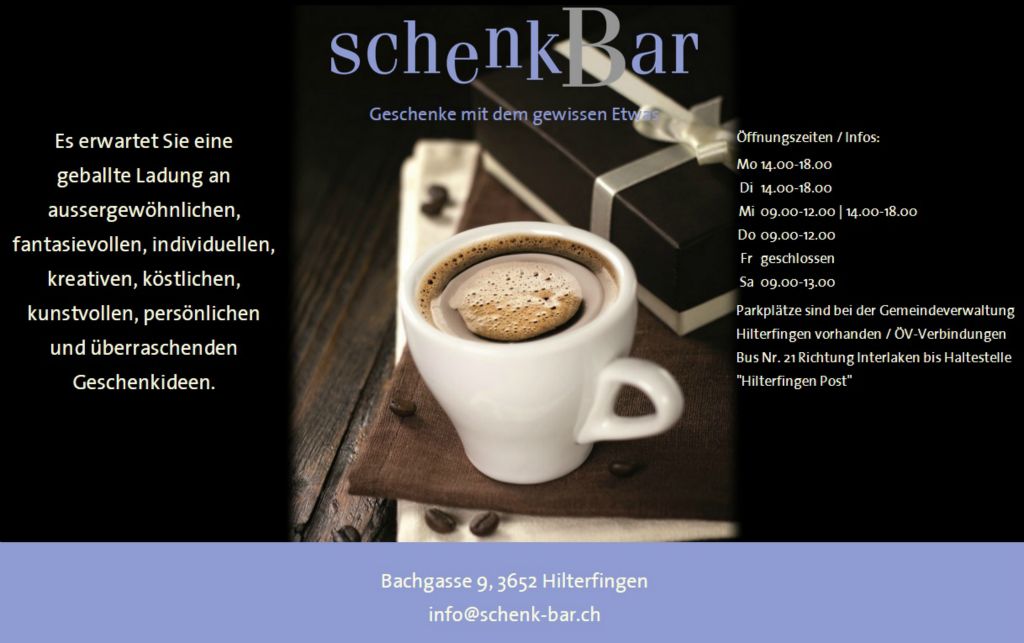 schenkBar
Geschenke mit dem gewissen Etwas
Es erwartet Sie eine
geballte Ladung an
aussergewöhnlichen,
fantasievollen, individuellen,
kreativen, köstlichen,
kunstvollen, persönlichen
und überraschenden
Geschenkideen.
Öffnungszeiten / Infos:
Mo 14.00-18.00
Di 14.00-18.00
Mi 09.00-12.00 | 14.00-18.00
Do 09.00-12.00
Fr geschlossen
Sa 09.00-13.00
Parkplätze sind bei der Gemeindeverwaltung
Hilterfingen vorhanden / ÖV-Verbindungen
Bus Nr. 21 Richtung Interlaken bis Haltestelle
"Hilterfingen Post"
Bachgasse 9, 3652 Hilterfingen
info@schenk-bar.ch